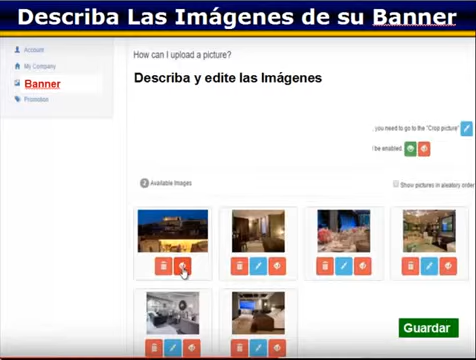 Describa Las Imágenes de su Banner
Account
How can I upload a picture?
My Company
Describa y edite las Imágenes
Banner
Promotion
, you need to go to the "Crop picture"
l be enabled
2 Available Images
Show pictures in aleatury order
Guardar